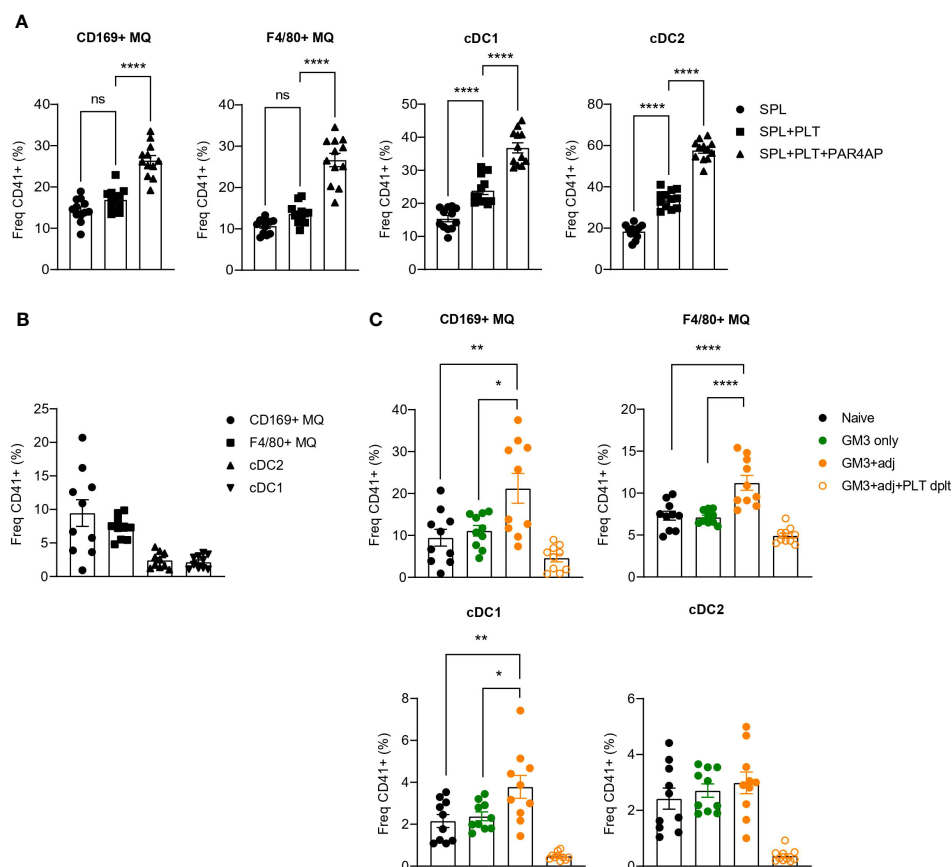 A
CD169+ MQ
F4/80+ MQ
cDC1
cDC2
****
ns
Freq CD41+ (%)
40
30
20
10
0
****
ns
Freq CD41+ (%)
40
30
20
10
0
****
****
Freq CD41+ (%)
50
40
30
20
10
0
****
****
Freq CD41+ (%)
80
60
40
20
0
SPL
SPL+PLT
SPL+PLT+PAR4AP
B
Freq CD41+ (%)
25
20
15
10
5
0
CD169+ MQ
F4/80+ MQ
cDC2
cDC1
C
CD169+ MQ
**
*
Freq CD41+ (%)
40
30
20
10
0
F4/80+ MQ
****
****
Freq CD41+ (%)
20
15
10
5
0
Naive
GM3 only
GM3+adj
GM3+adj+PLT dplt
cDC1
**
*
Freq CD41+ (%)
8
6
4
2
0
cDC2
Freq CD41+ (%)
6
4
2
0